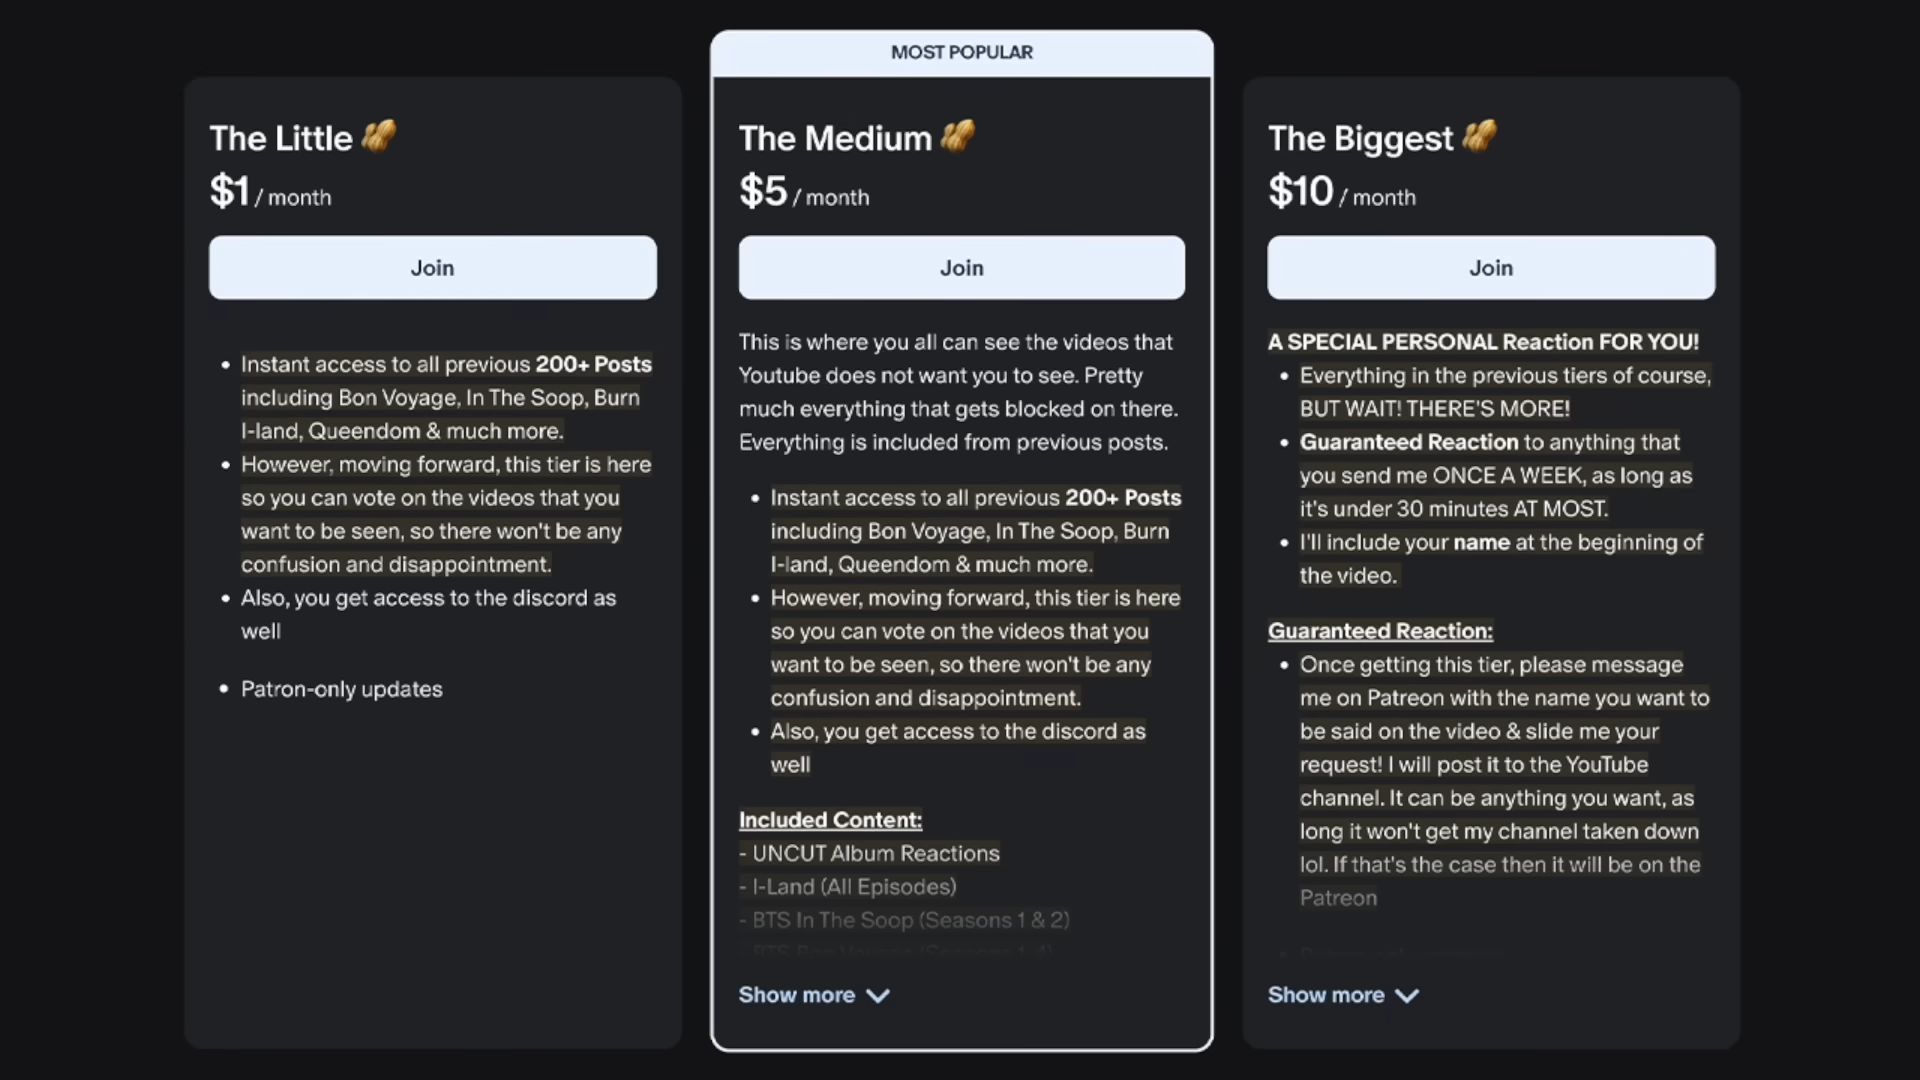 MOST POPULAR
The Little
$1 / month
Join
• Instant access to all previous 200+ Posts
including Bon Voyage, In The Soop, Burn
I-land, Queendom & much more.
• However, moving forward, this tier is here
so you can vote on the videos that you
want to be seen, so there won't be any
confusion and disappointment.
• Also, you get access to the discord as
well
• Patron-only updates
The Medium
$5 / month
Join
This is where you all can see the videos that
Youtube does not want you to see. Pretty
much everything that gets blocked on there.
Everything is included from previous posts.
• Instant access to all previous 200+ Posts
including Bon Voyage, In The Soop, Burn
I-land, Queendom & much more.
• However, moving forward, this tier is here
so you can vote on the videos that you
want to be seen, so there won't be any
confusion and disappointment.
• Also, you get access to the discord as
well
Included Content:
- UNCUT Album Reactions
- I-Land (All Episodes)
- BTS In The Soop (Seasons 1 & 2)
Show more
The Biggest
$10 / month
Join
A SPECIAL PERSONAL Reaction FOR YOU!
• Everything in the previous tiers of course,
BUT WAIT! THERE'S MORE!
• Guaranteed Reaction to anything that
you send me ONCE A WEEK, as long as
it's under 30 minutes AT MOST.
• I'll include your name at the beginning of
the video.
Guaranteed Reaction:
• Once getting this tier, please message
me on Patreon with the name you want to
be said on the video & slide me your
request! I will post it to the YouTube
channel. It can be anything you want, as
long it won't get my channel taken down
lol. If that's the case then it will be on the
Patreon
Show more